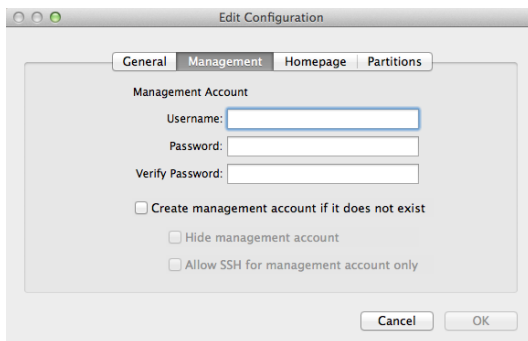 Edit Configuration
General Management Homepage Partitions
Management Account
Username:
Password:
Verify Password:
Create management account if it does not exist
Hide management account
Allow SSH for management account only
Cancel OK